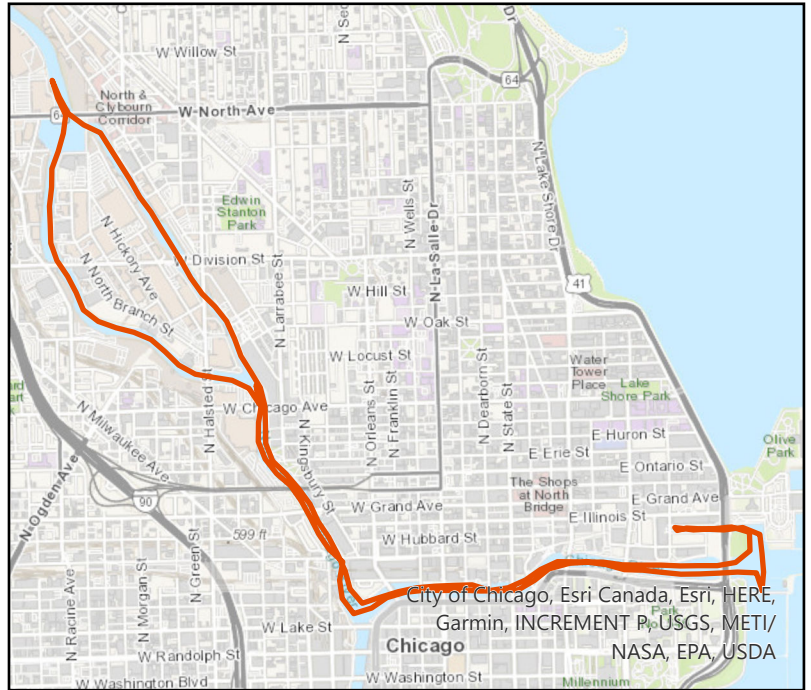 W Willow St
N Sec
Dr
64
North &
Clybourn
Corridor
W-North-Ave
6
N Lake Shore Dr
Edwin
Stanton
Park
N Wells St
N-La-Salle-Dr
N Hickory Ave
N North Branch St
W Division St
N Larrabee St
W Hill St
41
W Oak St
W Locust St
Water
Tower
Place
Lake
Shore Park
N Halsted St
W Chicago Ave
N Orleans St
N Franklin St
N Dearborn St
N State St
N Milwaukee Ave
N Kingsbury St
E Huron St
E Erie St
E Ontario St
Olive
Park
N-Ogden-Ave
90
The Shops
at North
Bridge
E Grand Ave
W Grand Ave
E Illinois St
599 ft
W Hubbard St
N Racine Ave
N Morgan St
N Green St
City of Chicago, Esri Canada, Esri, HERE,
Garmin, INCREMENT P, USGS, METI/
NASA, EPA, USDA
W Lake St
Park
Chicago
W Randolph St
W Washington Blvd
W Washington St
Millennium